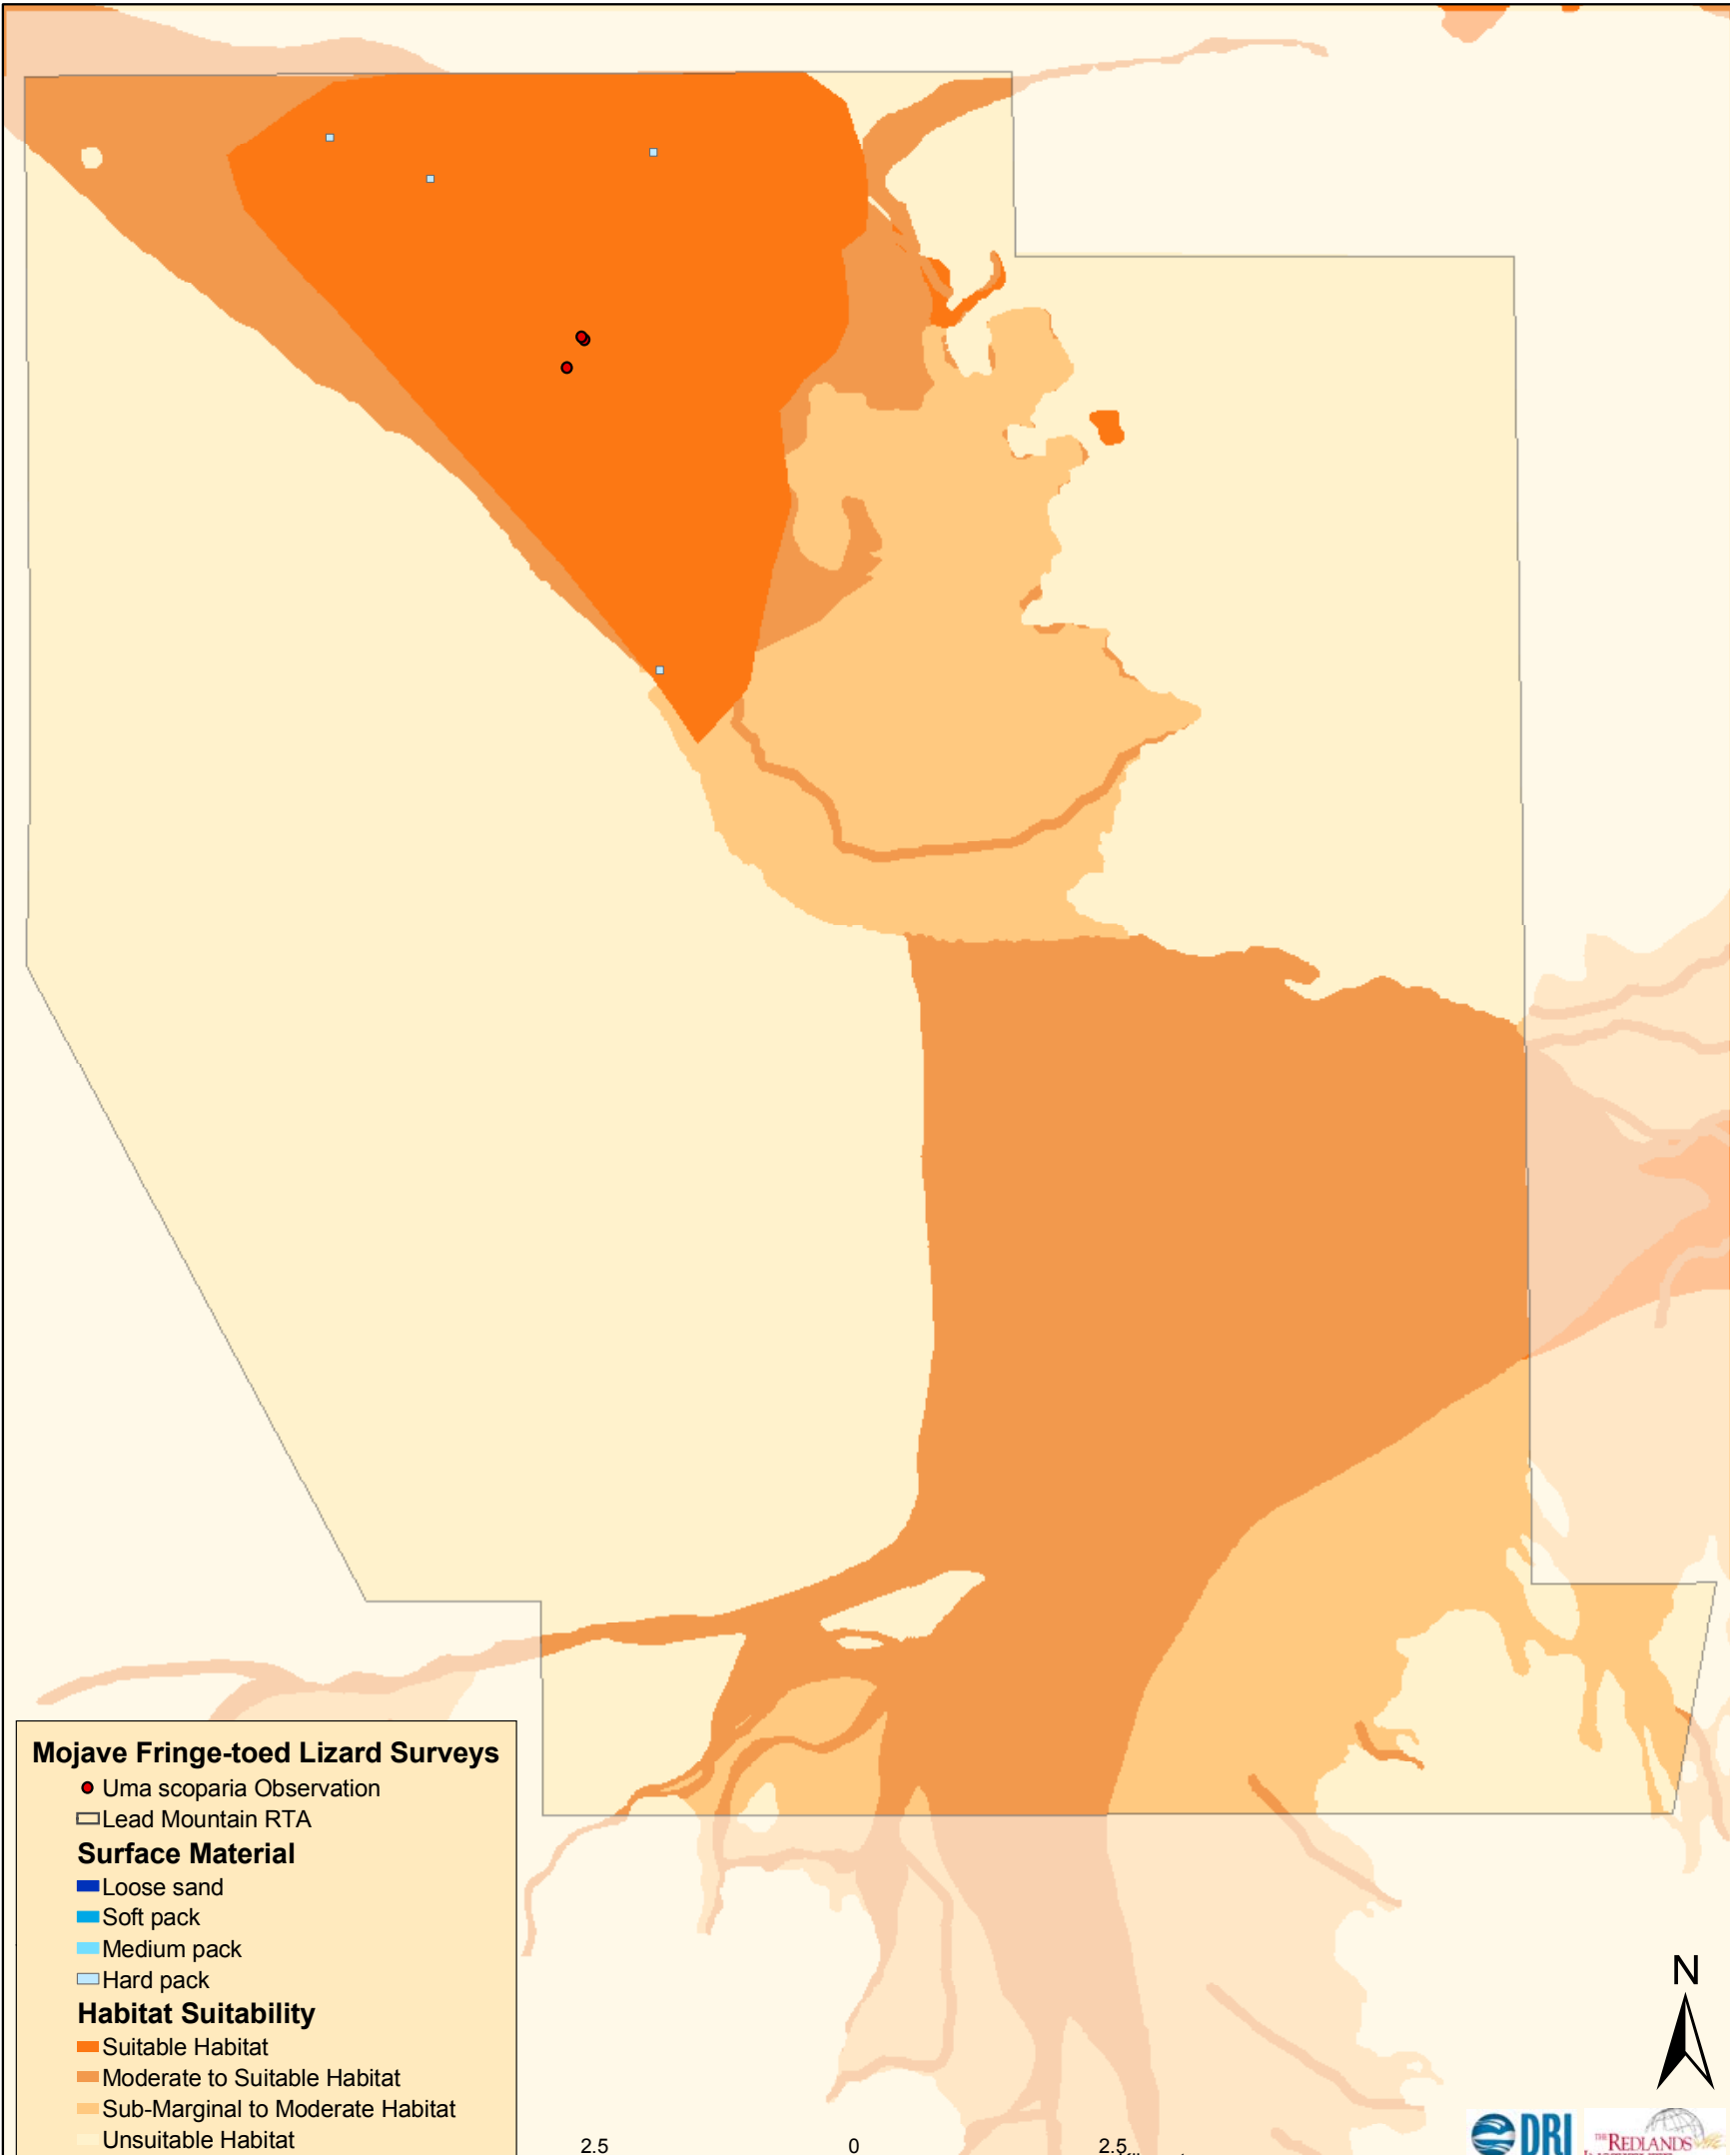 Mojave Fringe-toed Lizard Surveys
Uma scoparia Observation
Lead Mountain RTA
Surface Material
Loose sand
Soft pack
Medium pack
Hard pack
Habitat Suitability
Suitable Habitat
Moderate to Suitable Habitat
Sub-Marginal to Moderate Habitat
Unsuitable Habitat
2.5 0 2.5
N
DRI
THE REDLANDS